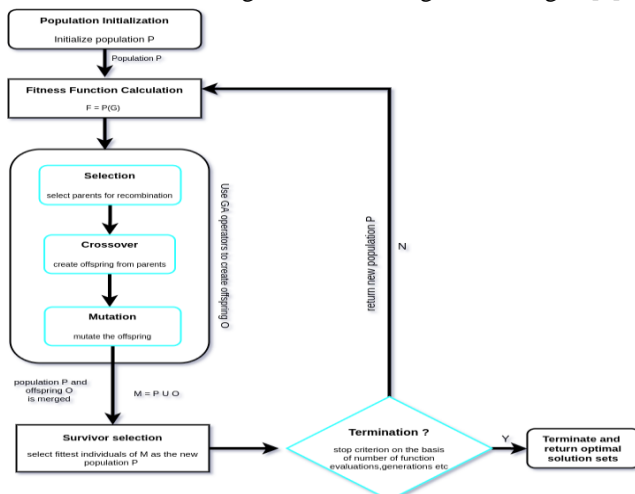 Population Initialization
Initialize population P
Population P
Fitness Function Calculation
F = P(G)
Selection
select parents for recombination
Crossover
create offspring from parents
Mutation
mutate the offspring
Use GA operators to create offspring O
population P and
offspring O
is merged
M = P U O
Survivor selection
select fittest individuals of M as the new
population P
Termination ?
stop criterion on the basis
of number of function
evaluations,generations etc
N
return new population P
Y
Terminate and
return optimal
solution sets